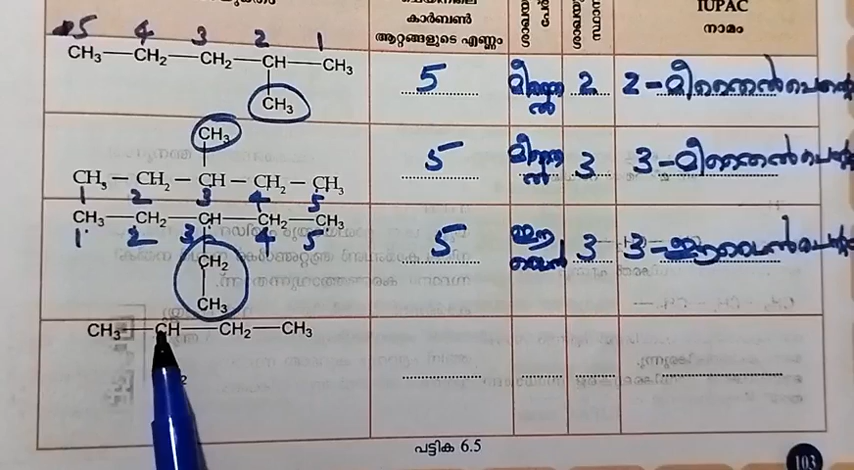 കാർബൺ
ആറ്റങ്ങളുടെ എണ്ണം
IUPAC
നാമം
5 4 3 2 1
CH₃—CH₂—CH₂—CH—CH₃
CH₃
5
മീതൈൽ
2
2-മീതൈൽപെന്റെ
CH₃
CH₃—CH₂—CH—CH₂—CH₃
1 2 3 4 5
5
മീതൈൽ
3
3-മീതൈൽപെന്റെ
CH₃—CH₂—CH—CH₂—CH₃
1 2 3 4 5
CH₂
CH₃
5
ഈഥൈൽ
3
3-ഈഥൈൽപെന്റെ
CH₃—CH—CH₂—CH₃
പട്ടിക 6.5
103